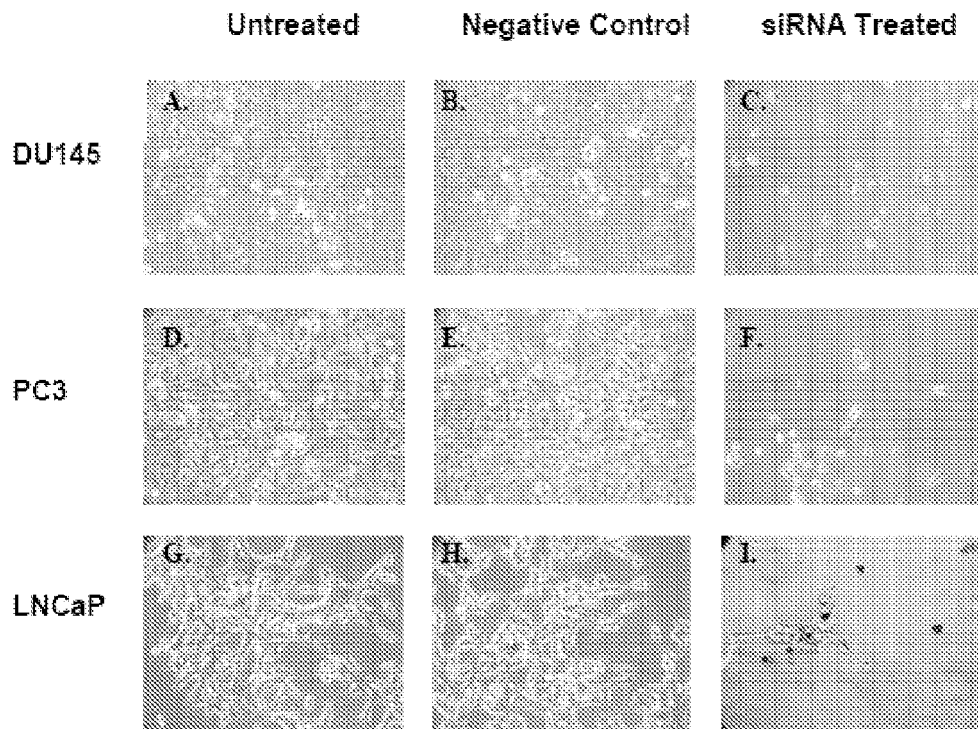 Untreated Negative Control siRNA Treated
DU145
A. B. C.
PC3
D. E. F.
LNCaP
G. H. I.